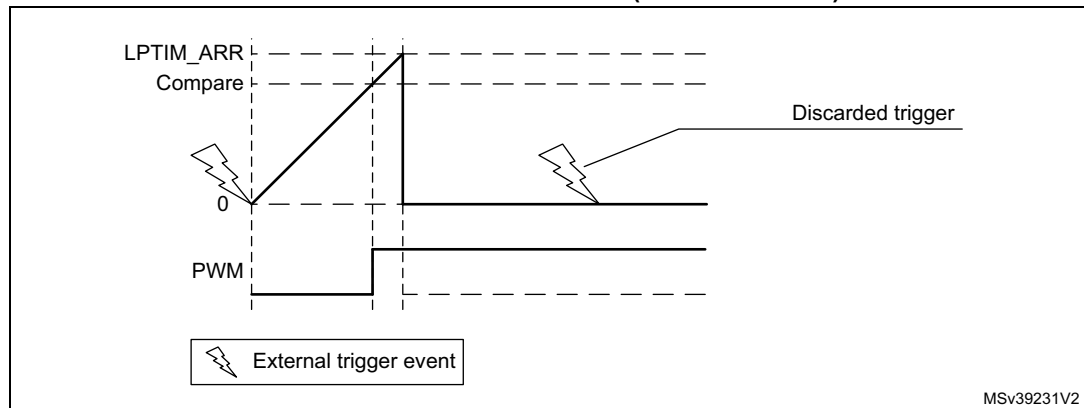 LPTIM_ARR
Compare
Discarded trigger
0
PWM
External trigger event
MSv39231V2